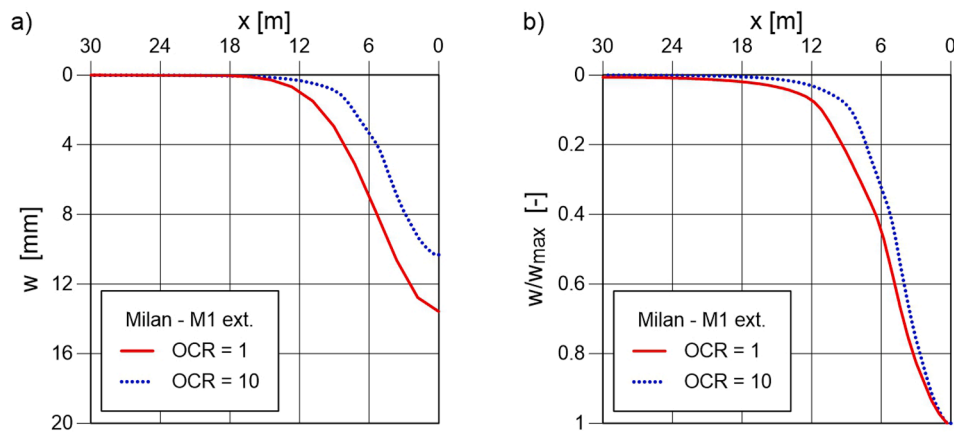 a)
x [m]
30 24 18 12 6 0
0
4
8
12
16
20
w [mm]
Milan - M1 ext.
OCR = 1
OCR = 10
b)
x [m]
30 24 18 12 6 0
0
0.2
0.4
0.6
0.8
1
w/wmax [-]
Milan - M1 ext.
OCR = 1
OCR = 10